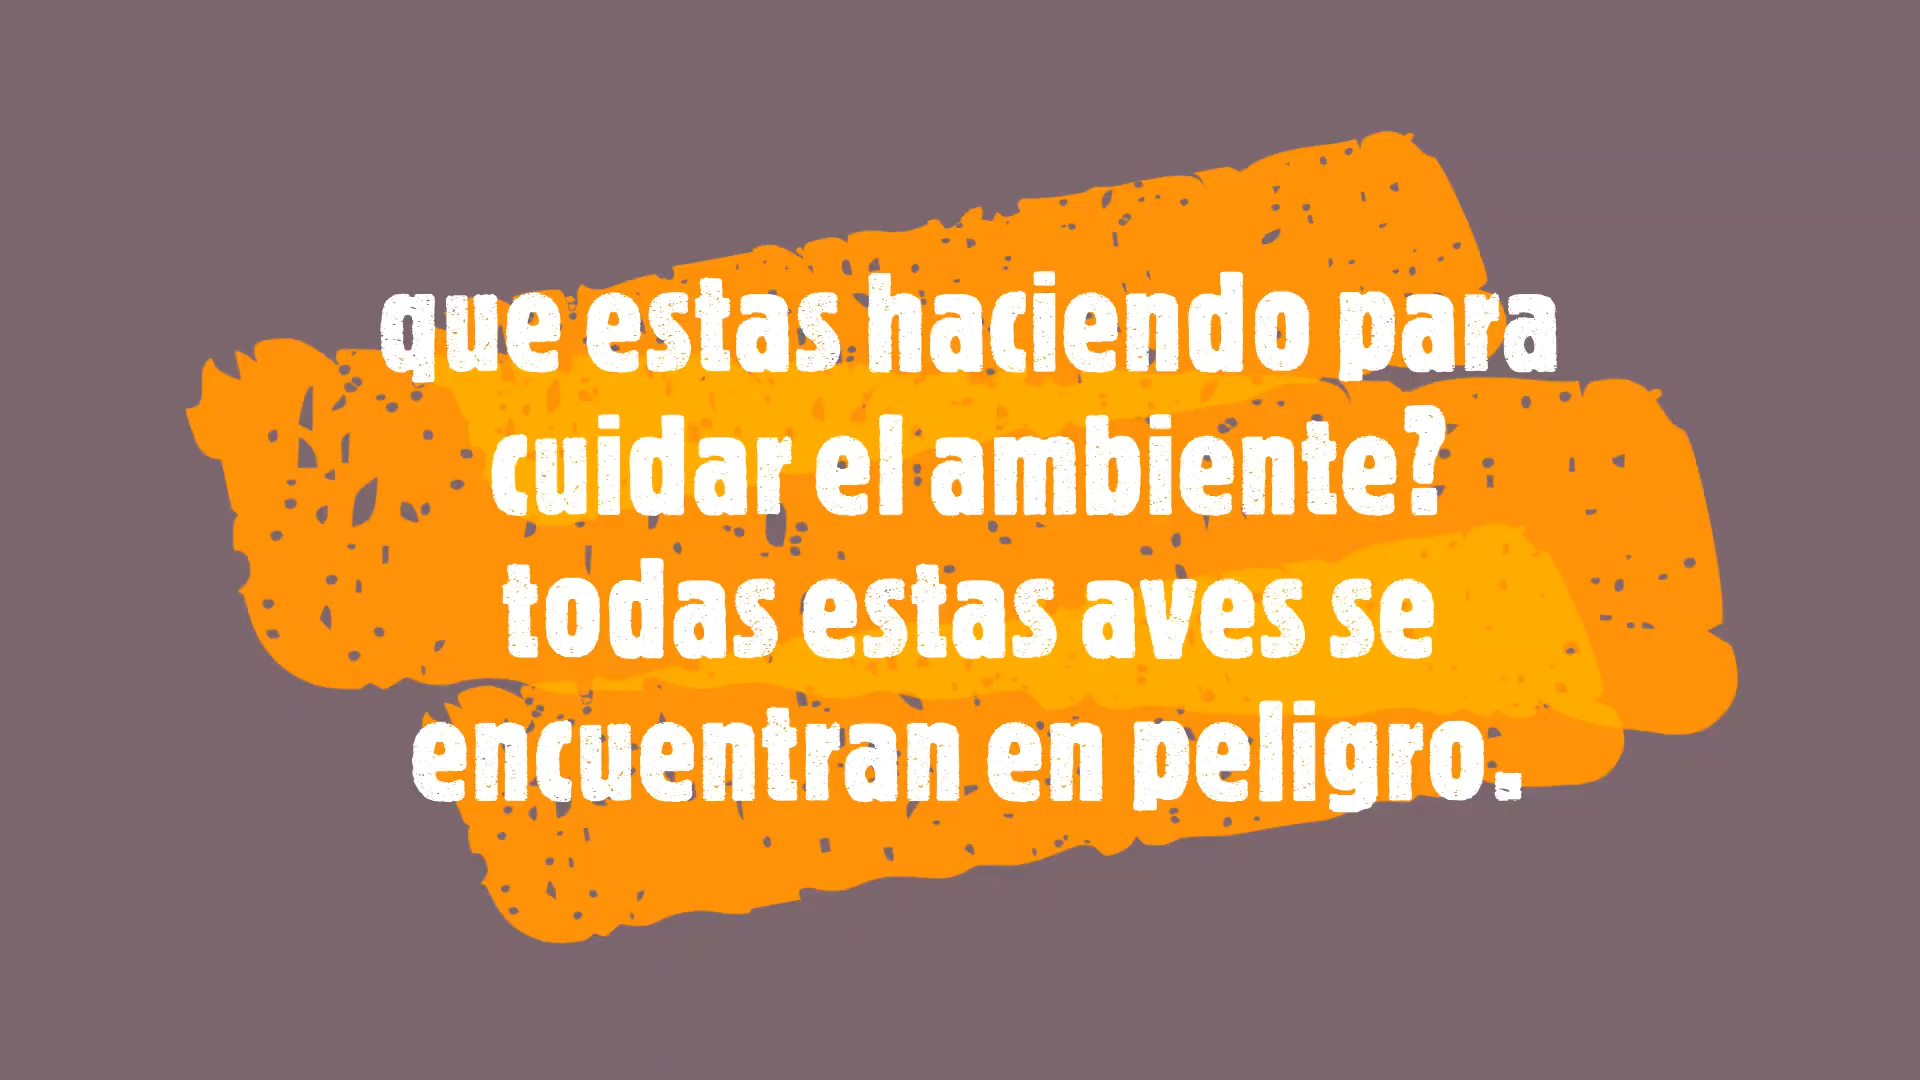 que estas haciendo para
cuidar el ambiente?
todas estas aves se
encuentran en peligro.